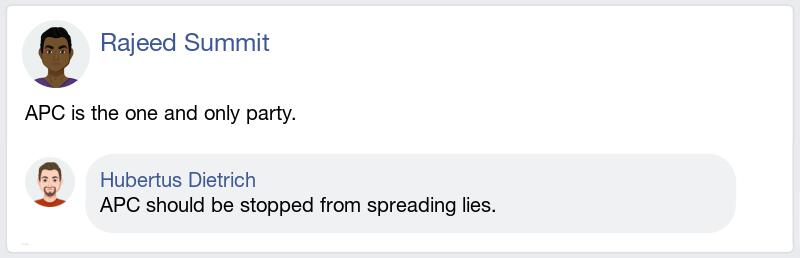 Rajeed Summit
APC is the one and only party.
Hubertus Dietrich
APC should be stopped from spreading lies.